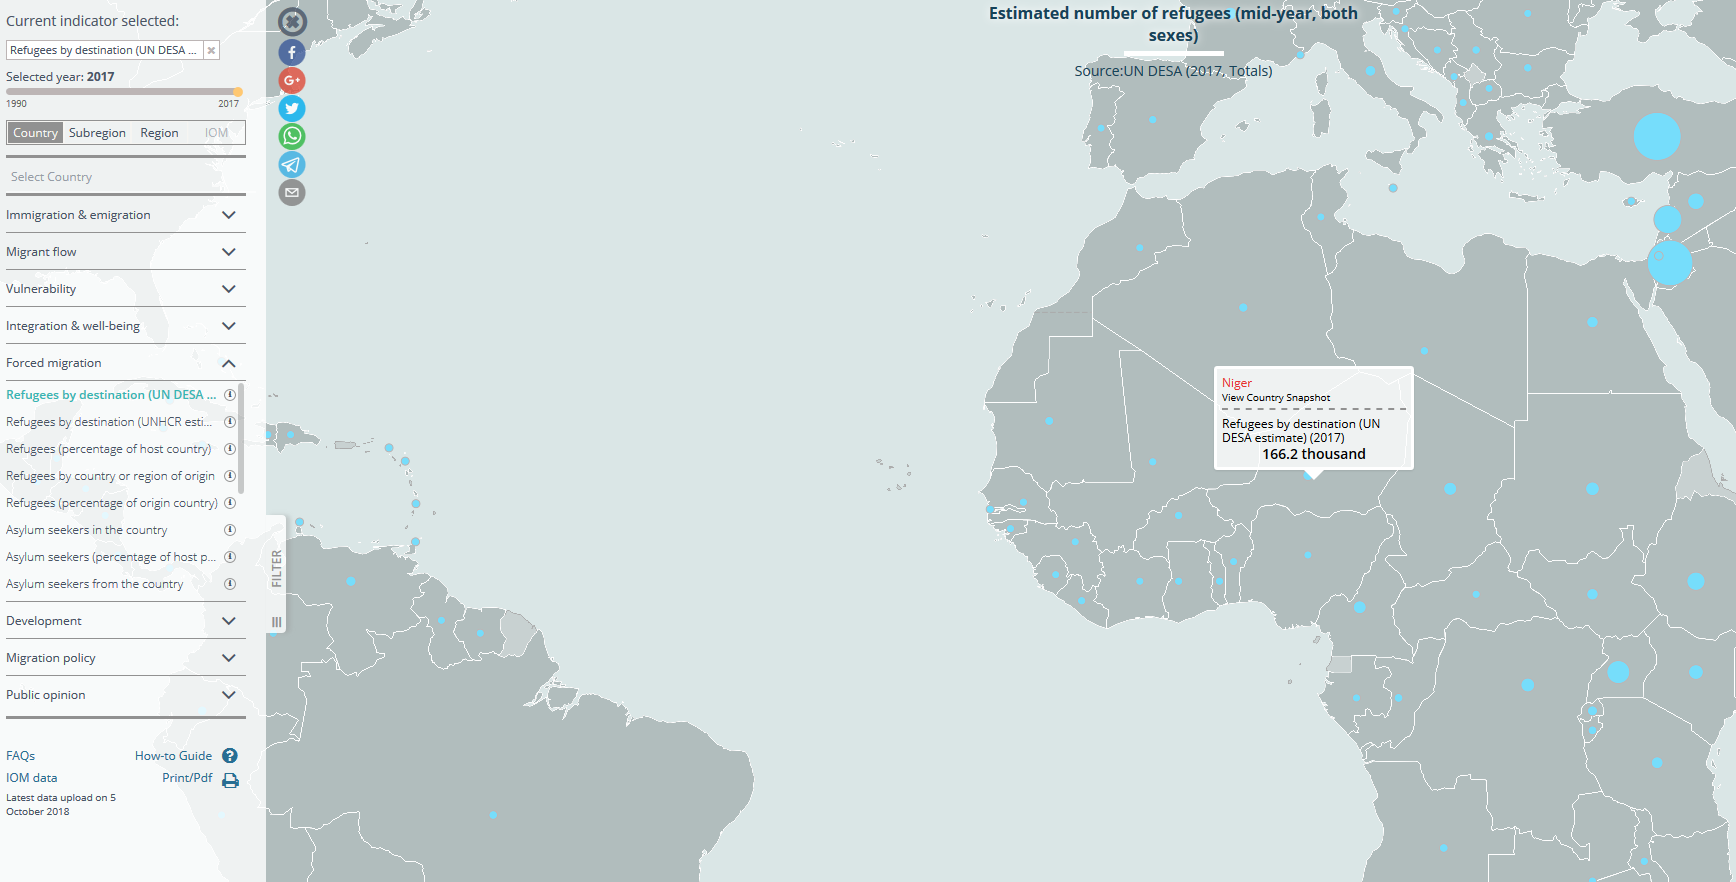 Current indicator selected:
Refugees by destination (UN DESA ...
Selected year: 2017
1990
2017
Country
Subregion
Region
IOM
Select Country
Immigration & emigration
Migrant flow
Vulnerability
Integration & well-being
Forced migration
Refugees by destination (UN DESA ...
Refugees by destination (UNHCR esti...
Refugees (percentage of host country)
Refugees by country or region of origin
Refugees (percentage of origin country)
Asylum seekers in the country
Asylum seekers (percentage of host p...
Asylum seekers from the country
Development
Migration policy
Public opinion
FAQs
How-to Guide
IOM data
Print/Pdf
Latest data upload on 5
October 2018
FILTER
Estimated number of refugees (mid-year, both
sexes)
Source:UN DESA (2017, Totals)
Niger
View Country Snapshot
Refugees by destination (UN
DESA estimate) (2017)
166.2 thousand